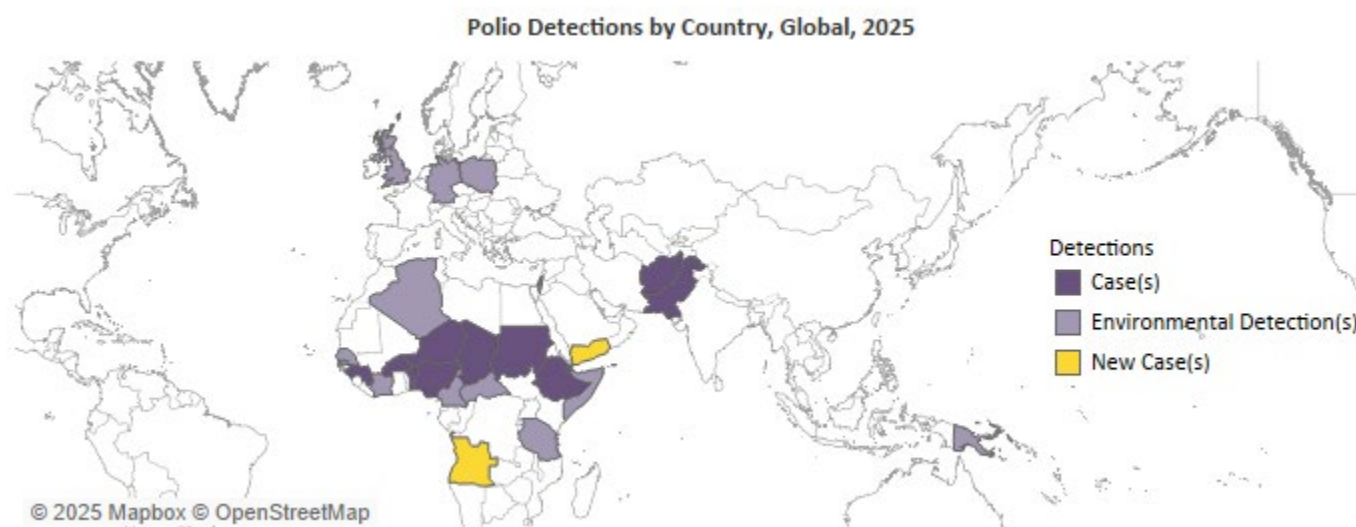 Polio Detections by Country, Global, 2025
Detections
Case(s)
Environmental Detection(s)
New Case(s)
© 2025 Mapbox © OpenStreetMap